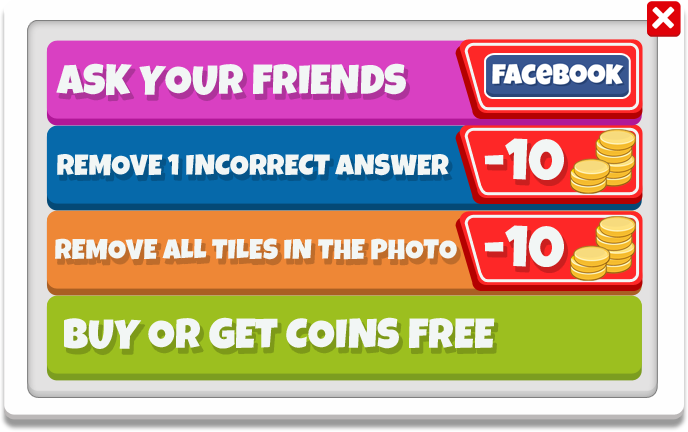 ASK YOUR FRIENDS
FACEBOOK
REMOVE 1 INCORRECT ANSWER
-10
REMOVE ALL TILES IN THE PHOTO
-10
BUY OR GET COINS FREE